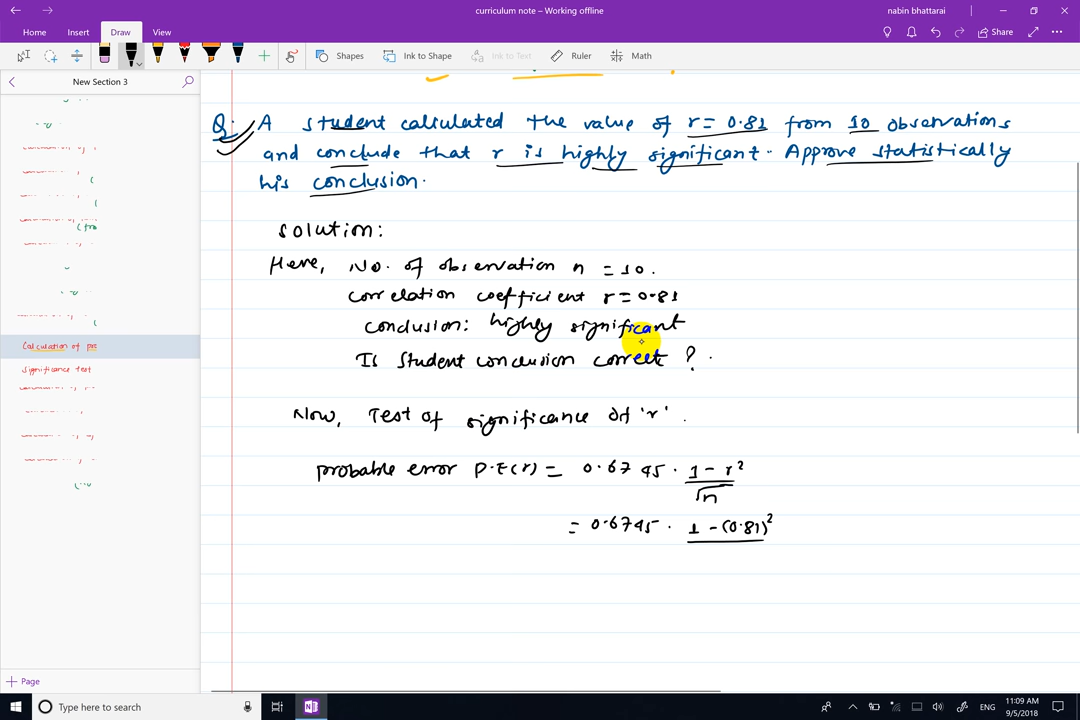 curriculum note – Working offline
nabin bhattarai
Home Insert Draw View
Share
Shapes Ink to Shape Ink to Text Ruler Math
New Section 3
Q. A student calculated the value of r = 0.81 from 10 observations
and conclude that r is highly significant. Approve statistically
his conclusion.
Solution:
Here, No. of observation n = 10.
correlation coefficient r = 0.81
conclusion: highly significant
Is student conclusion correct ?.
Calculation of
Significance test
Now, Test of significance of 'r'.
probable error P.E(r) = 0.6745 . 1 - r²
√n
= 0.6745 . 1 - (0.81)²
Page
Type here to search
ENG
11:09 AM
9/5/2018